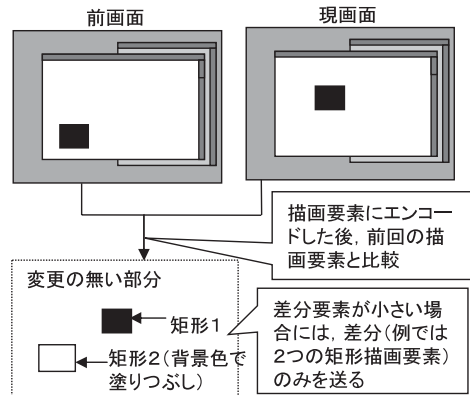 前画面
現画面
描画要素にエンコー
ドした後，前回の描
画要素と比較
変更の無い部分
矩形１
矩形２（背景色で
塗りつぶし）
差分要素が小さい場
合には，差分（例では
２つの矩形描画要素）
のみを送る